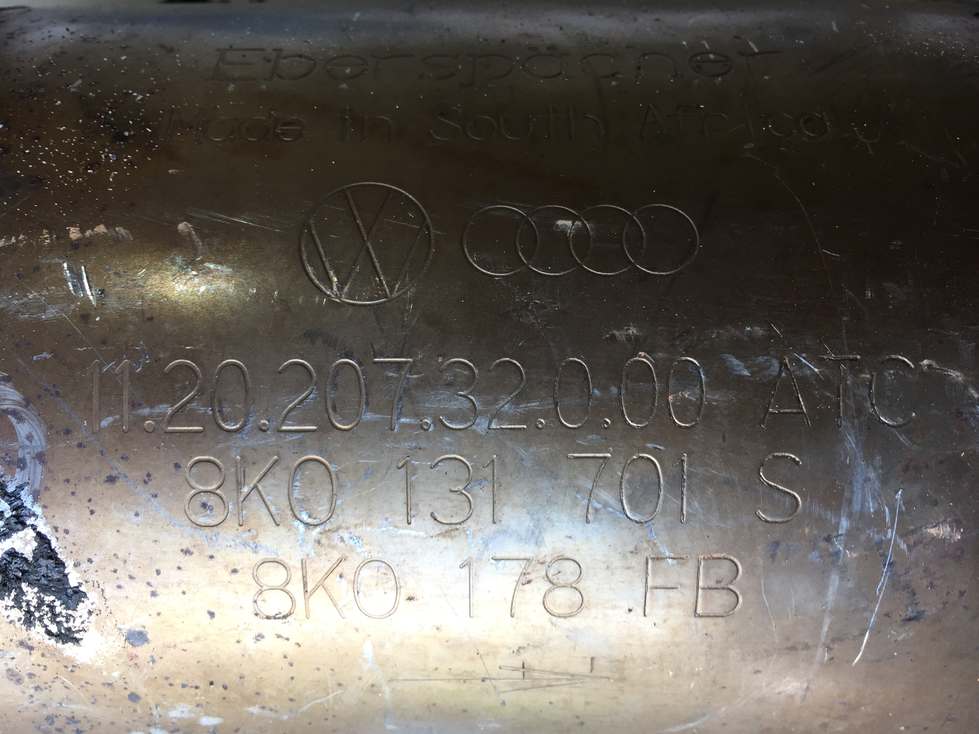 Eberspächer
Made in South Africa
11.20.207.32.0.00 ATC
8K0 131 701 S
8K0 178 FB